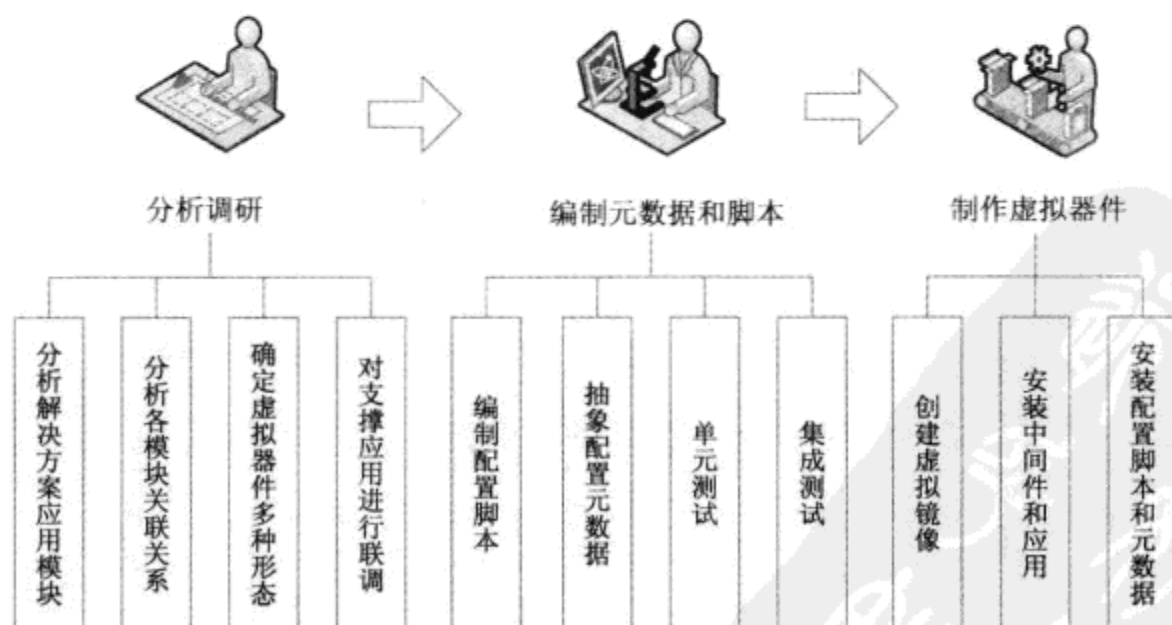 分析调研
编制元数据和脚本
制作虚拟器件
分析解决方案应用模块
分析各模块关联关系
确定虚拟器件多种形态
对支撑应用进行联调
编制配置脚本
抽象配置元数据
单元测试
集成测试
创建虚拟镜像
安装中间件和应用
安装配置脚本和元数据